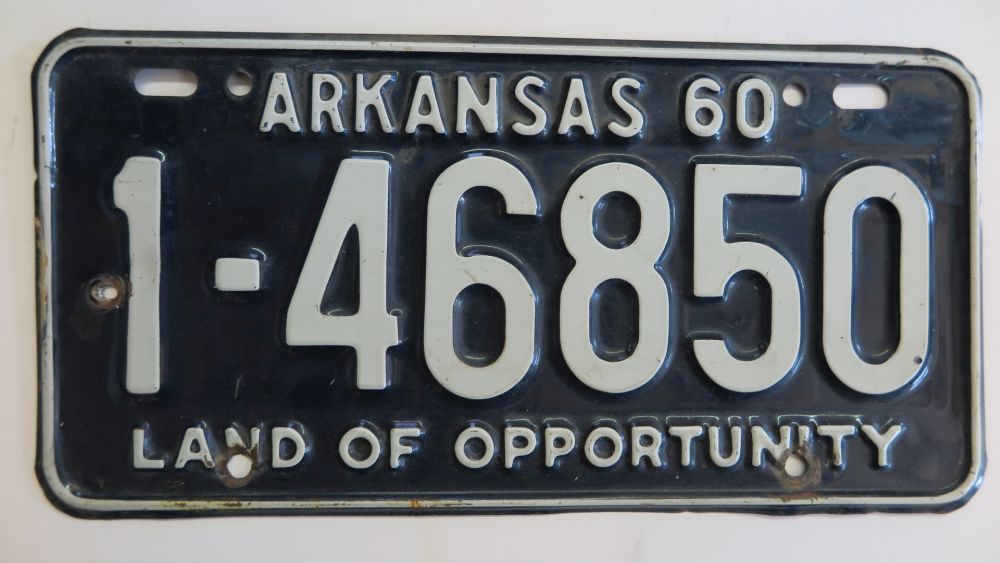 ARKANSAS 60
1-46850
LAND OF OPPORTUNITY